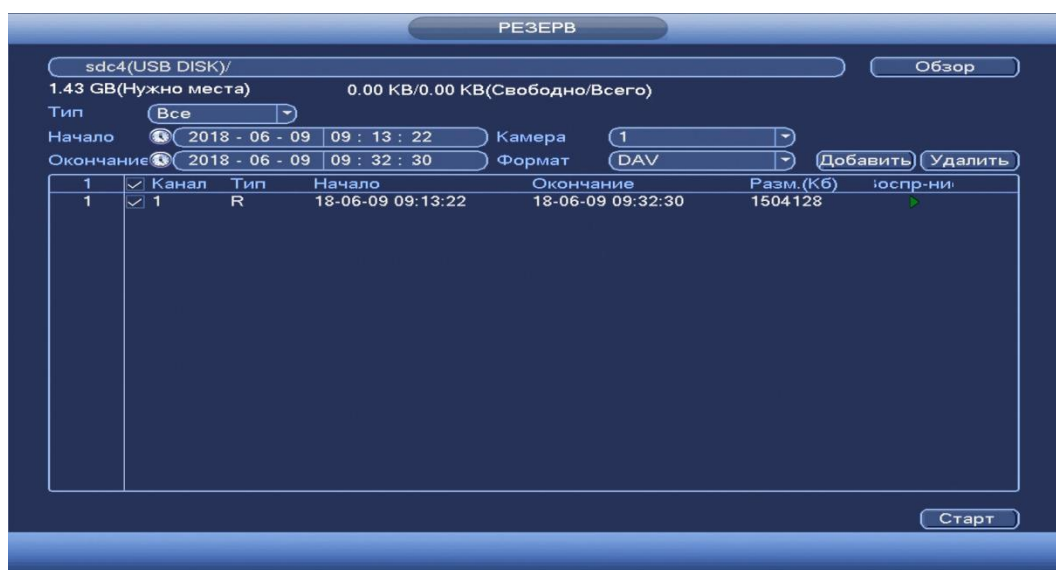 РЕЗЕРВ
sdc4(USB DISK)/ Обзор
1.43 GB(Нужно места) 0.00 KB/0.00 KB(Свободно/Всего)
Тип Все
Начало 2018 - 06 - 09 09 : 13 : 22 Камера 1
Окончание 2018 - 06 - 09 09 : 32 : 30 Формат DAV Добавить Удалить
1 Канал Тип Начало Окончание Разм.(Кб)
1 1 R 18-06-09 09:13:22 18-06-09 09:32:30 1504128
Старт